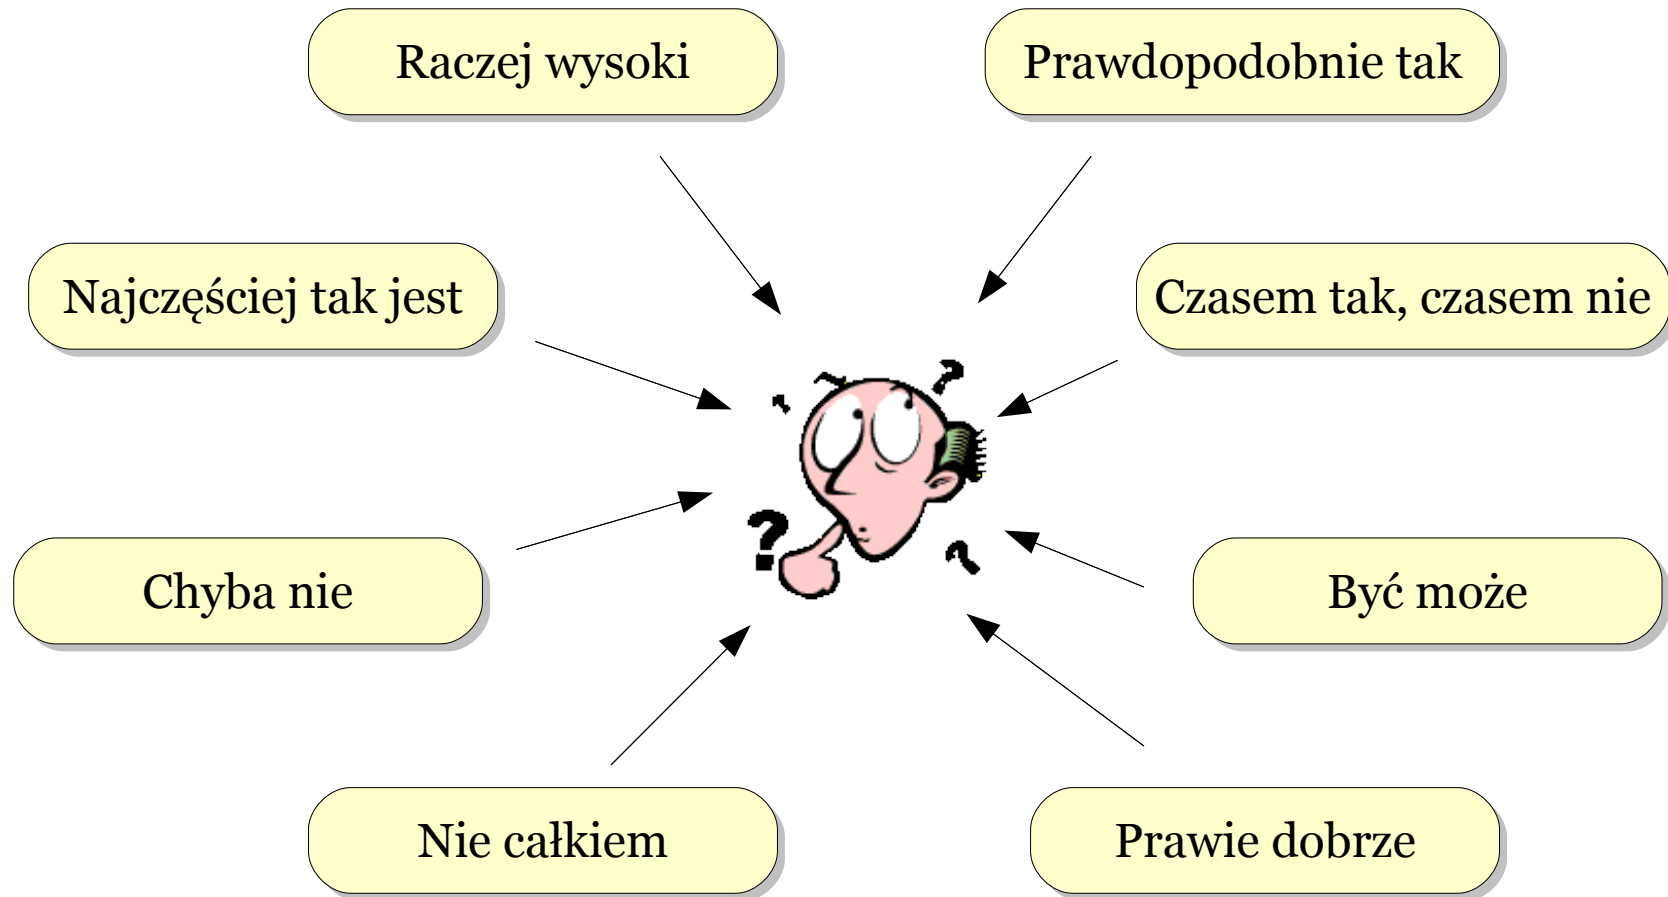 Raczej wysoki
Prawdopodobnie tak
Najczęściej tak jest
Czasem tak, czasem nie
Chyba nie
Być może
Nie całkiem
Prawie dobrze
?
?
?
?
?